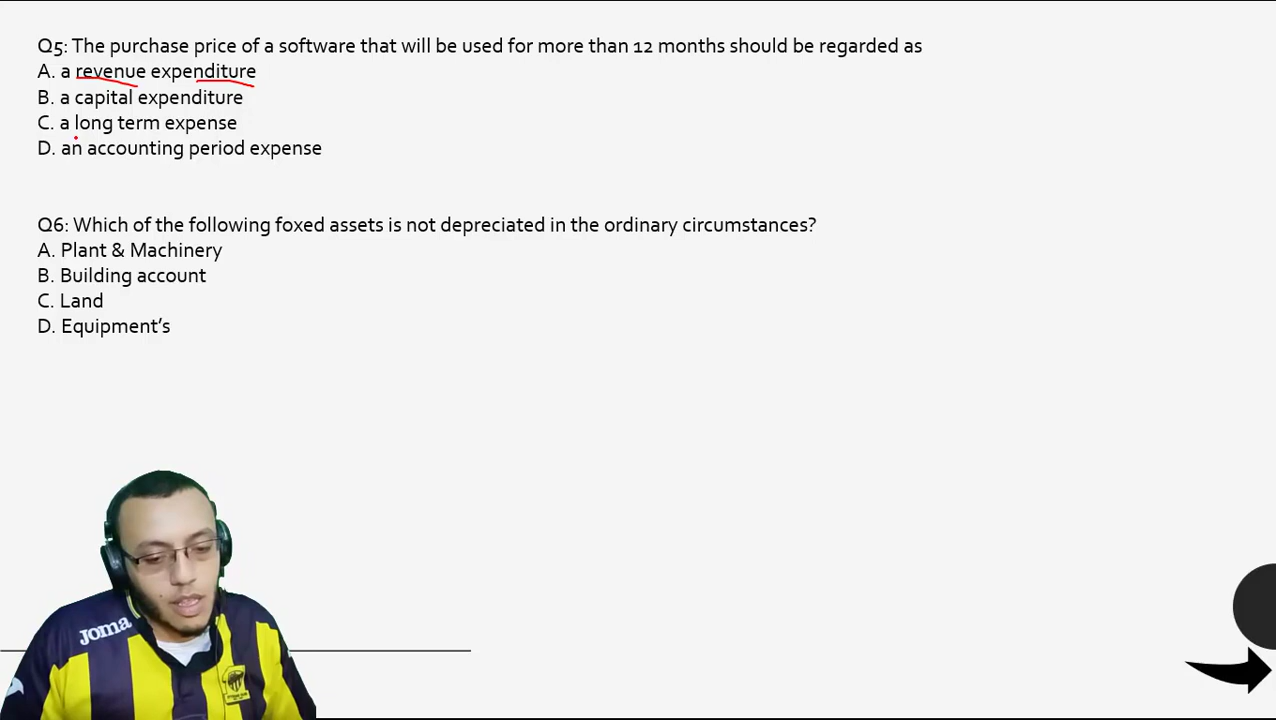 Q5: The purchase price of a software that will be used for more than 12 months should be regarded as
A. a revenue expenditure
B. a capital expenditure
C. a long term expense
D. an accounting period expense
Q6: Which of the following foxed assets is not depreciated in the ordinary circumstances?
A. Plant & Machinery
B. Building account
C. Land
D. Equipment’s
Joma